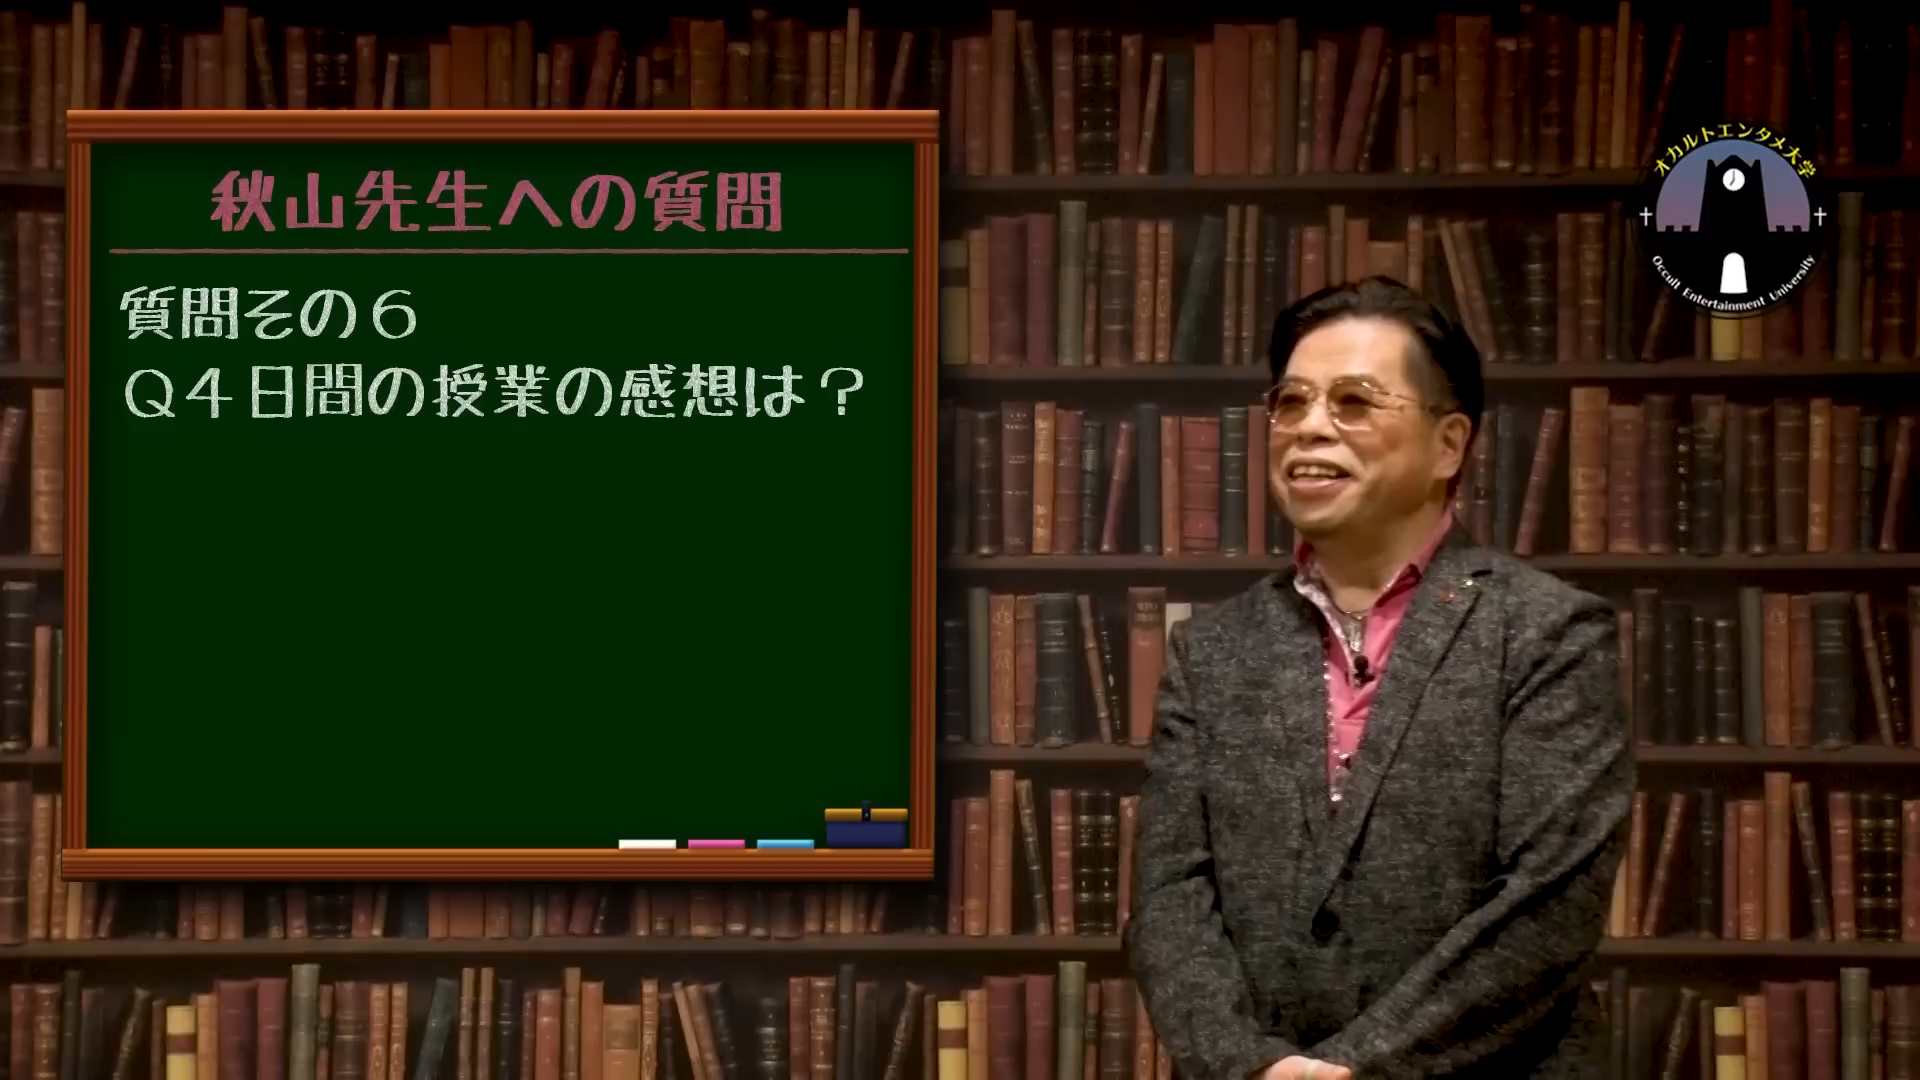 秋山先生への質問
質問その６
Ｑ４日間の授業の感想は？
オカルトエンタメ大学
Occult Entertainment University